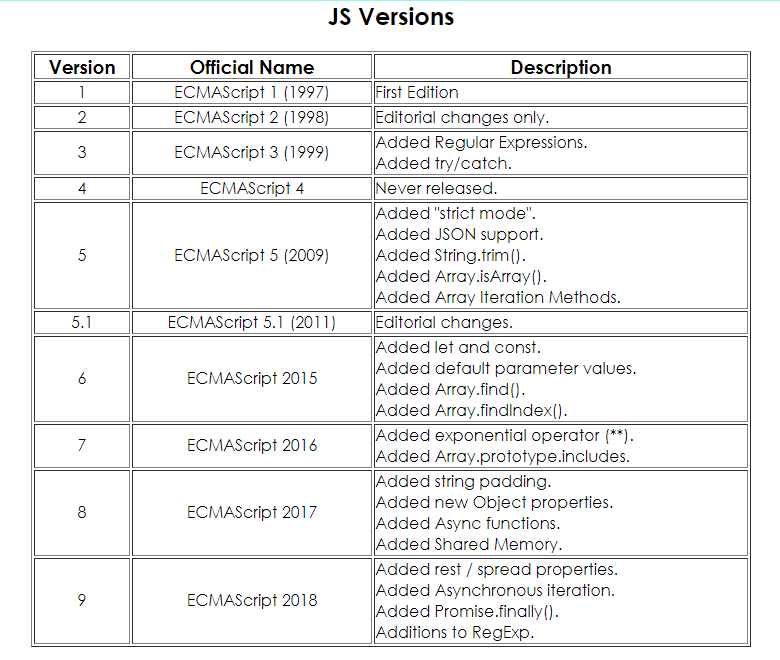 JS Versions
Version Official Name Description
1 ECMAScript 1 (1997) First Edition
2 ECMAScript 2 (1998) Editorial changes only.
3 ECMAScript 3 (1999) Added Regular Expressions.
Added try/catch.
4 ECMAScript 4 Never released.
5 ECMAScript 5 (2009) Added "strict mode".
Added JSON support.
Added String.trim().
Added Array.isArray().
Added Array Iteration Methods.
5.1 ECMAScript 5.1 (2011) Editorial changes.
6 ECMAScript 2015 Added let and const.
Added default parameter values.
Added Array.find().
Added Array.findIndex().
7 ECMAScript 2016 Added exponential operator (**).
Added Array.prototype.includes.
8 ECMAScript 2017 Added string padding.
Added new Object properties.
Added Async functions.
Added Shared Memory.
9 ECMAScript 2018 Added rest / spread properties.
Added Asynchronous iteration.
Added Promise.finally().
Additions to RegExp.